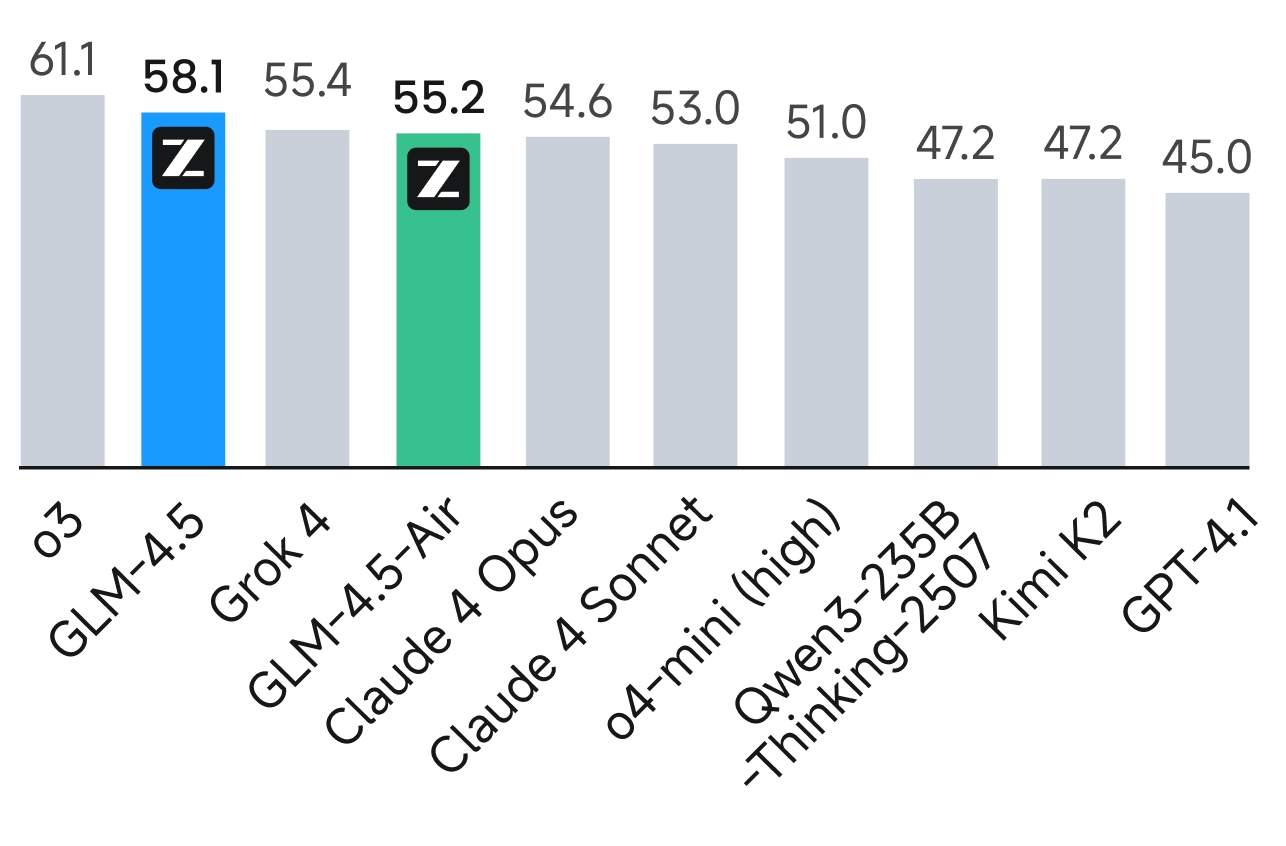 61.1
58.1
55.4
55.2
54.6
53.0
51.0
47.2
47.2
45.0
Z
Z
o3
GLM-4.5
Grok 4
GLM-4.5-Air
Claude 4 Opus
Claude 4 Sonnet
o4-mini (high)
Qwen3-235B
-Thinking-2507
Kimi K2
GPT-4.1